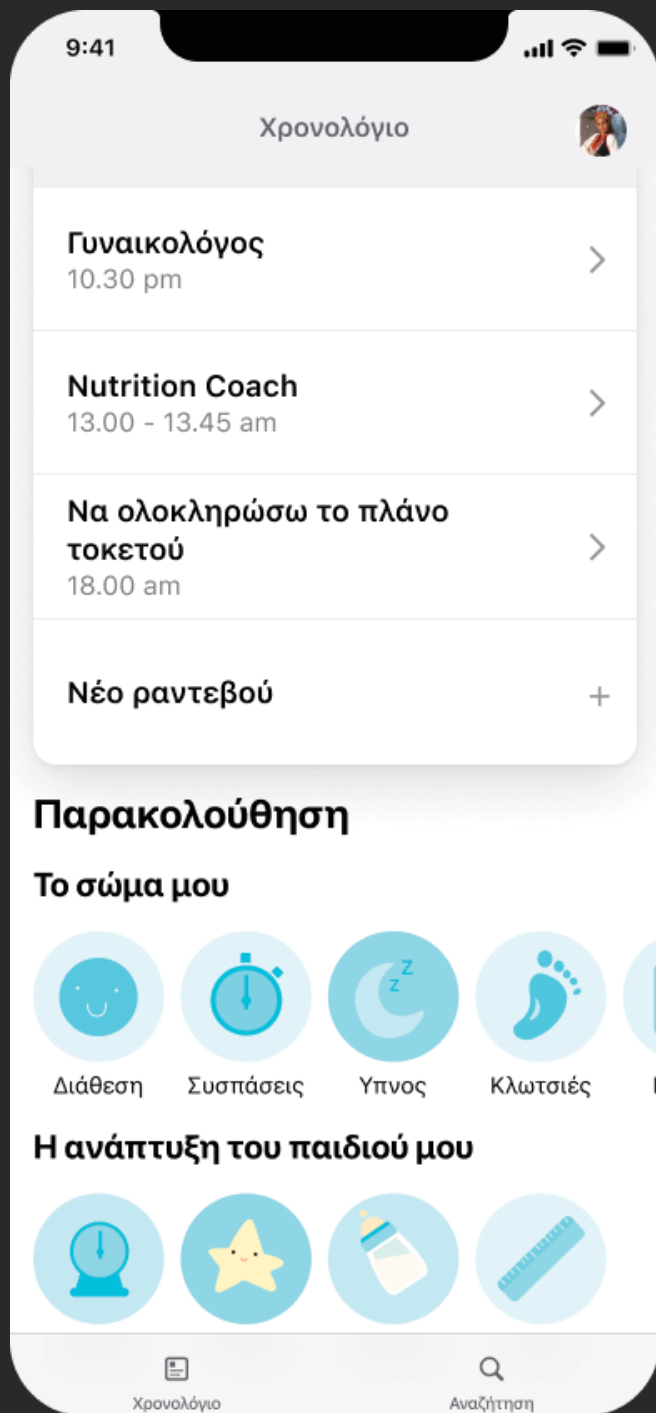 9:41
Χρονολόγιο
Γυναικολόγος
10.30 pm
Nutrition Coach
13.00 - 13.45 am
Να ολοκληρώσω το πλάνο
τοκετού
18.00 am
Νέο ραντεβού
Παρακολούθηση
Το σώμα μου
z z
Διάθεση Συσπάσεις Υπνος Κλωτσιές
Η ανάπτυξη του παιδιού μου
Χρονολόγιο Αναζήτηση